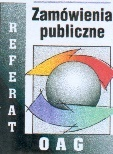 Zamówienia
publiczne
REFERAT
OAG